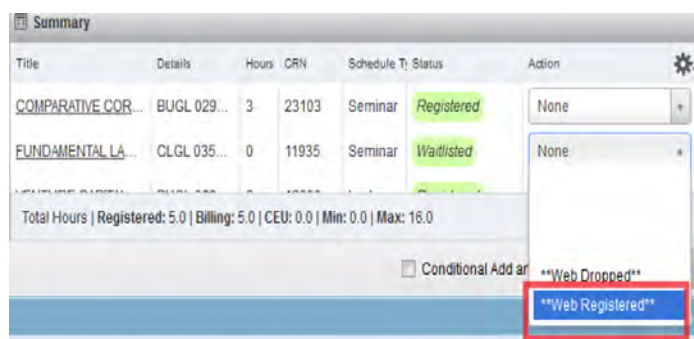 Summary
Title Details Hours CRN Schedule Ty Status Action
COMPARATIVE COR... BUGL 029... 3 23103 Seminar Registered None
FUNDAMENTAL LA... CLGL 035... 0 11935 Seminar Waitlisted None
Total Hours | Registered: 5.0 | Billing: 5.0 | CEU: 0.0 | Min: 0.0 | Max: 16.0
Conditional Add an
**Web Dropped**
**Web Registered**